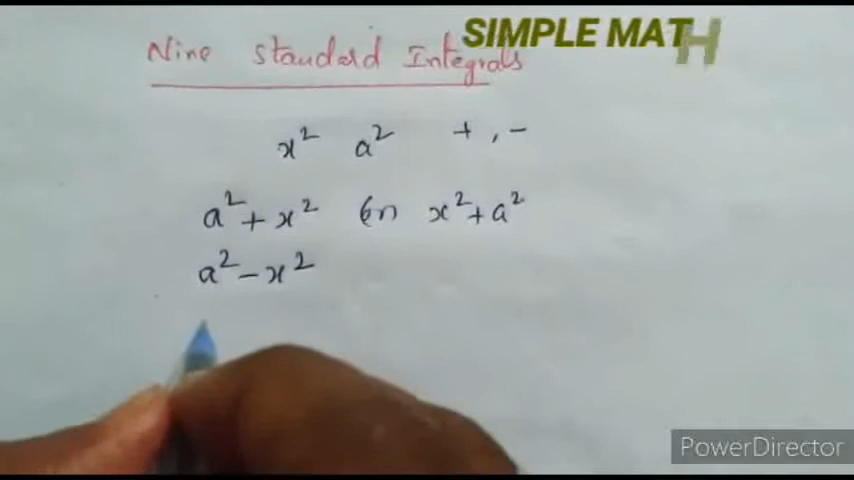 SIMPLE MATH
Nine Standard Integrals
x² a² +, -
a² + x² (or) x² + a²
a² - x²
PowerDirector